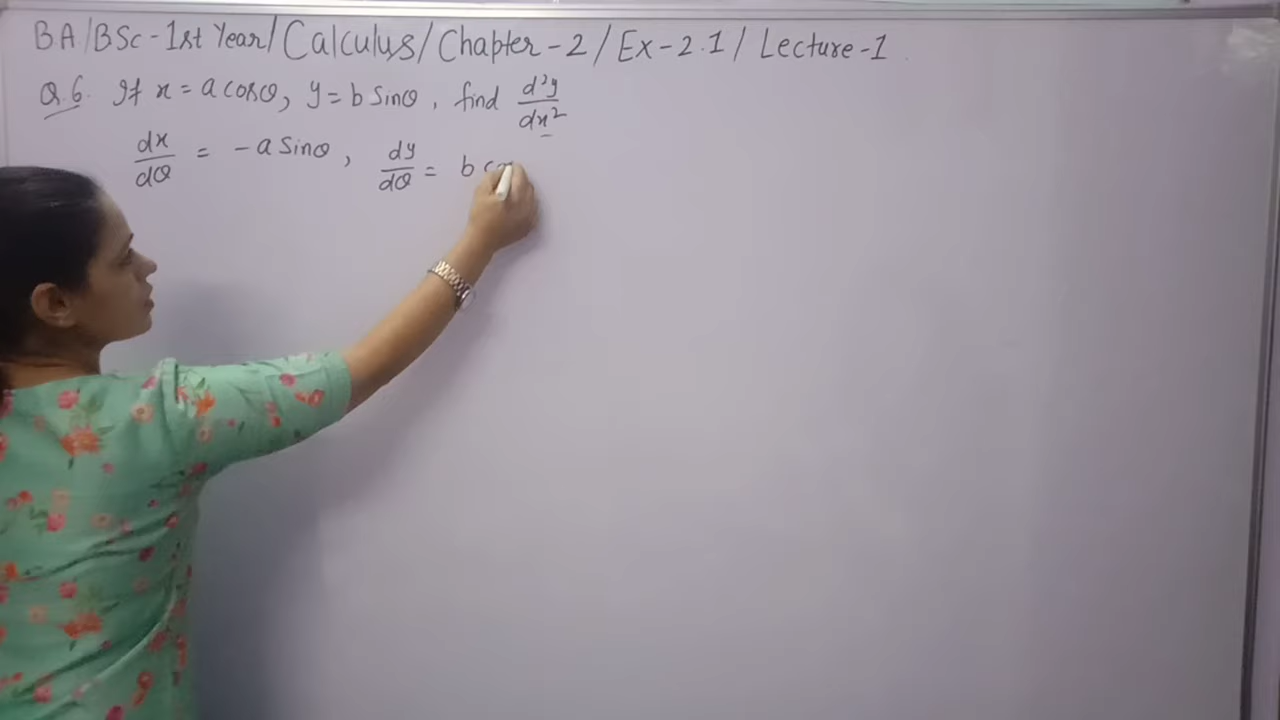 BA/BSc-1st Year/Calculus/Chapter-2/Ex-2.1/Lecture-1
Q.6. If x = a cosθ, y = b Sinθ, find d²y/dx²
dx/dθ = -a Sinθ, dy/dθ = b